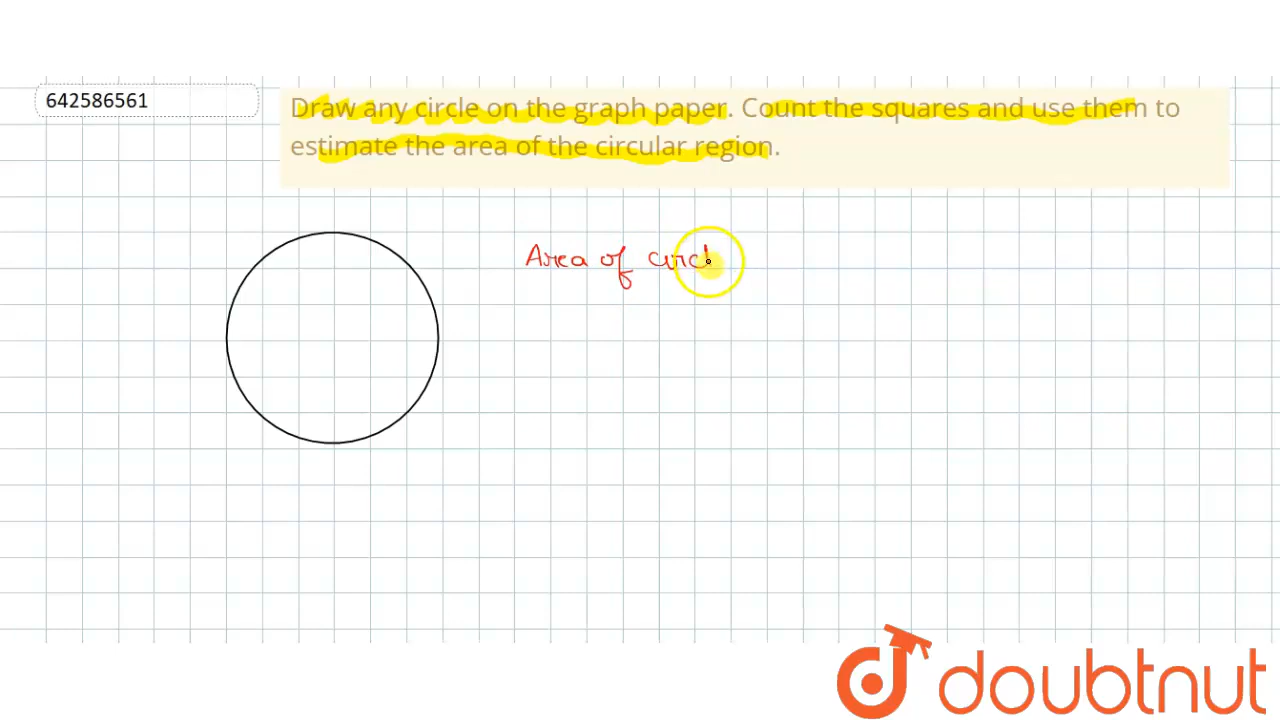 642586561
Draw any circle on the graph paper. Count the squares and use them to
estimate the area of the circular region.
Area of circl
doubtnut